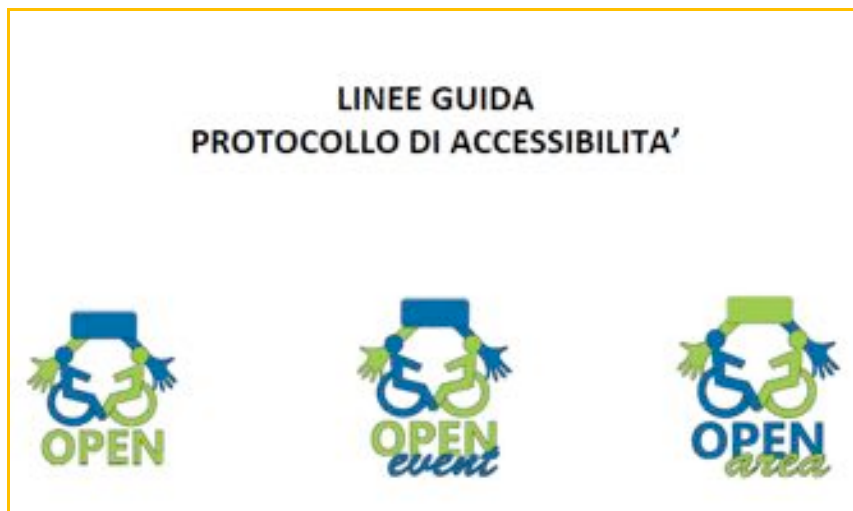 LINEE GUIDA
PROTOCOLLO DI ACCESSIBILITA’
OPEN
OPEN
event
OPEN
area